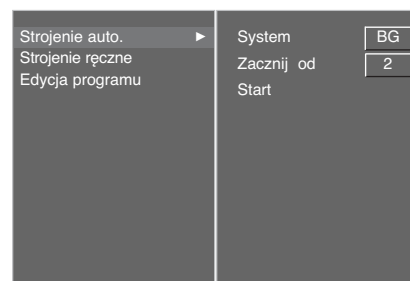 Strojenie auto. ►
Strojenie ręczne
Edycja programu
System BG
Zacznij od 2
Start